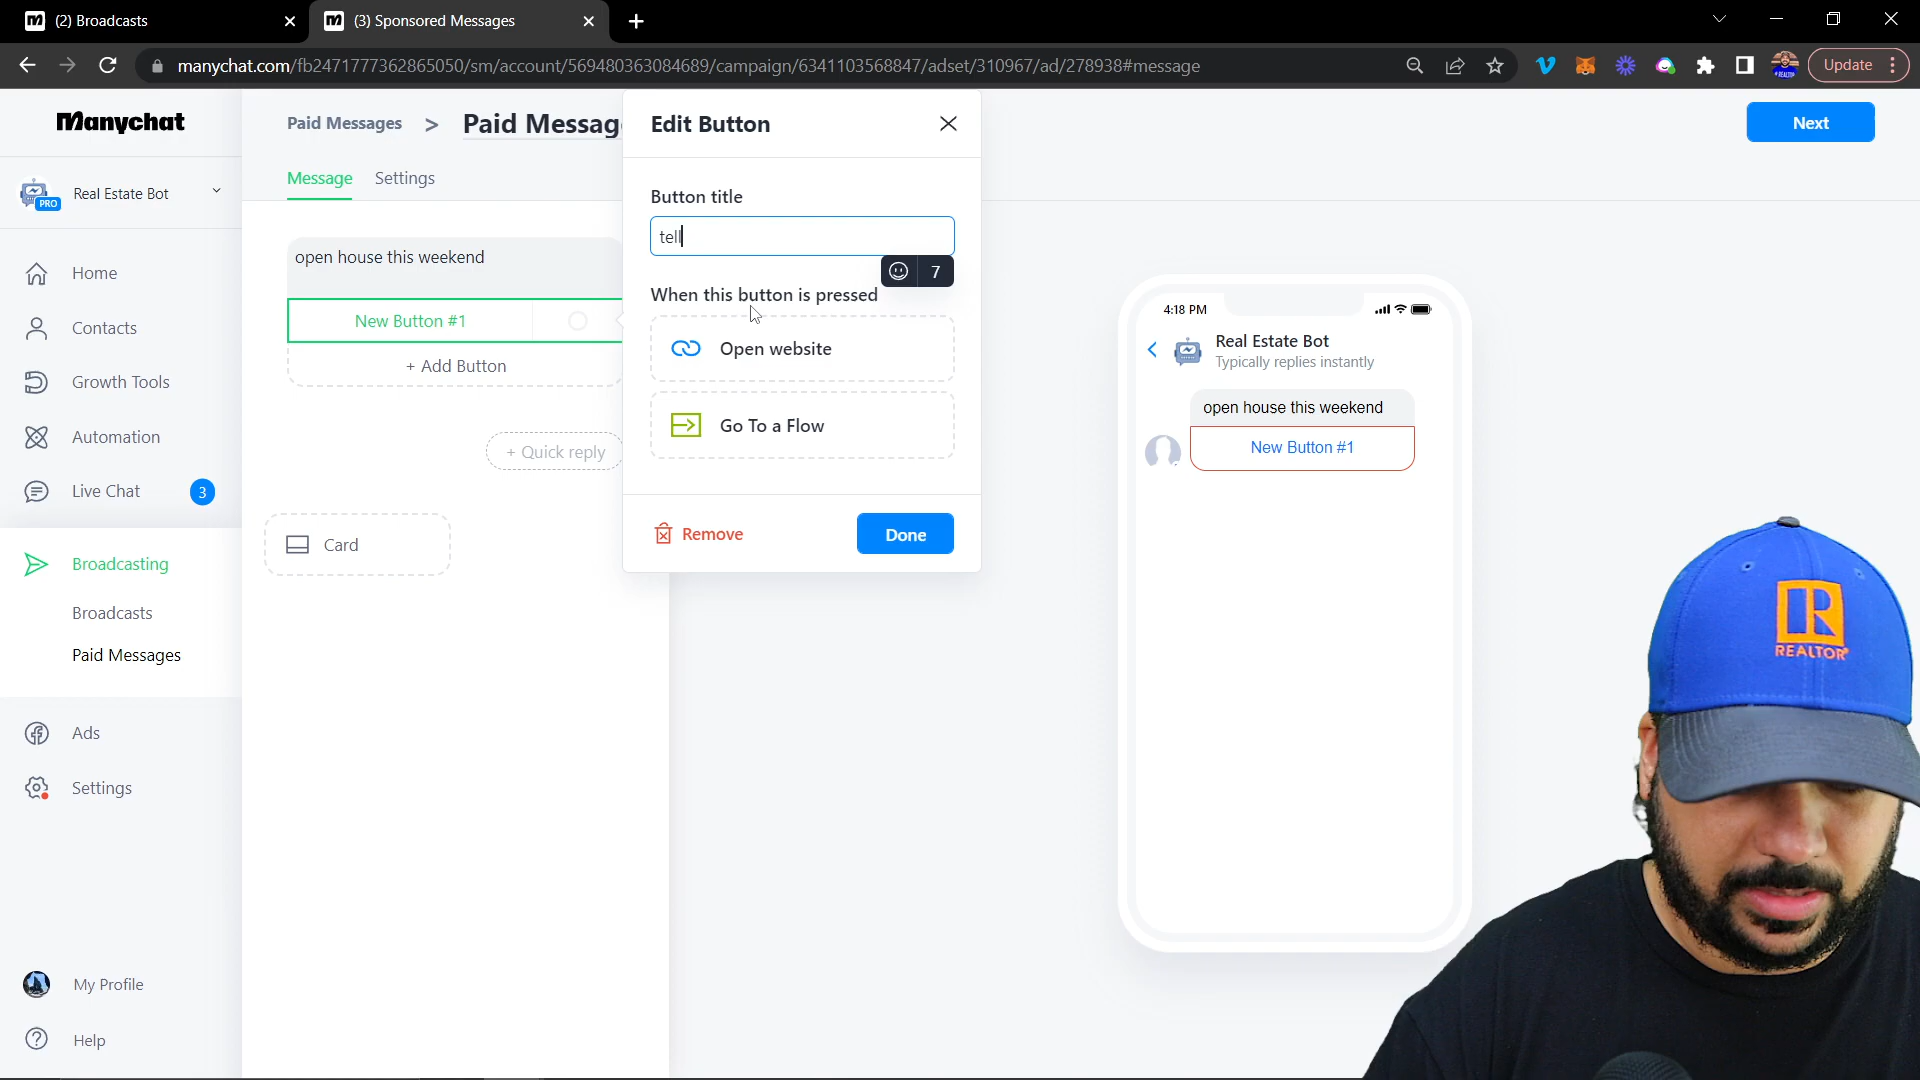 (2) Broadcasts
(3) Sponsored Messages
manychat.com/fb2471777362865050/sm/account/569480363084689/campaign/6341103568847/adset/310967/ad/278938#message
Update
Manychat
Real Estate Bot
PRO
Home
Contacts
Growth Tools
Automation
Live Chat
3
Broadcasting
Broadcasts
Paid Messages
Ads
Settings
My Profile
Help
Paid Messages > Paid Messag
Next
Message
Settings
open house this weekend
New Button #1
+ Add Button
+ Quick reply
Card
Edit Button
Button title
tell
7
When this button is pressed
Open website
Go To a Flow
Remove
Done
4:18 PM
Real Estate Bot
Typically replies instantly
open house this weekend
New Button #1
R
REALTOR®